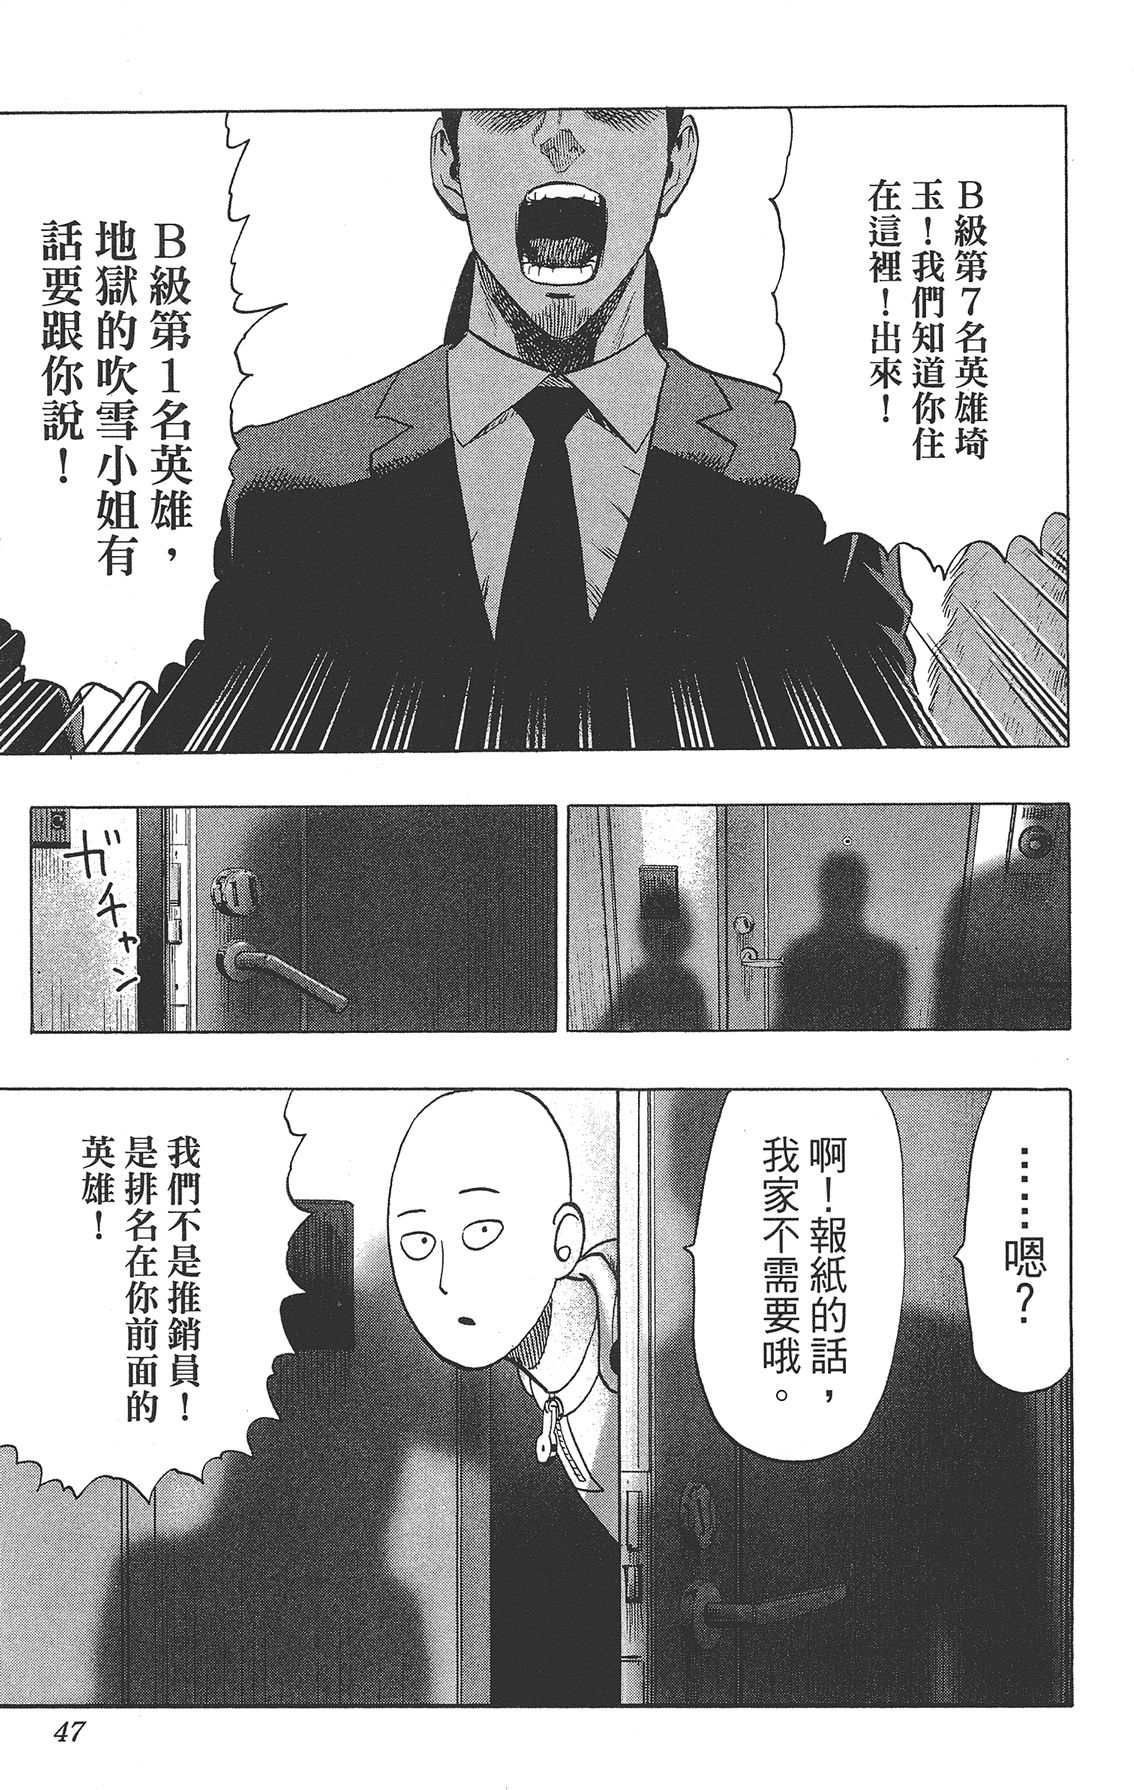 B級第7名英雄埼
玉！我們知道你住
在這裡！出來！
B級第1名英雄，
地獄的吹雪小姐有
話要跟你說！
ガチャン
……嗯？
啊！報紙的話，
我家不需要哦。
我們不是推銷員！
是排名在你前面的
英雄！
47